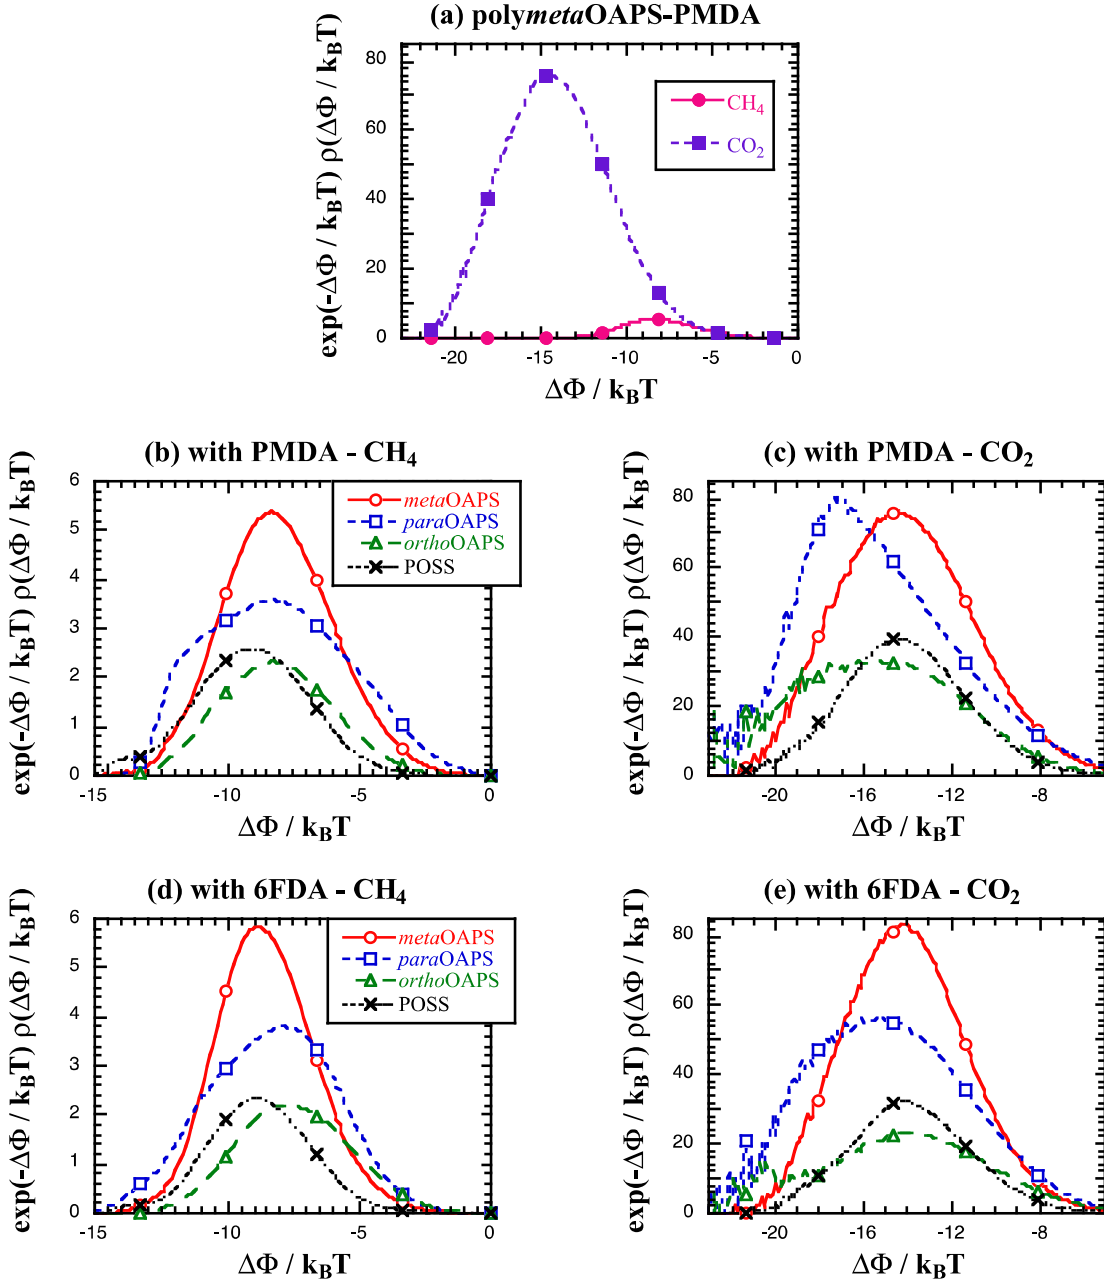 (a) polymetaOAPS-PMDA
exp(-ΔΦ / kBT) ρ(ΔΦ / kBT)
80
60
40
20
0
CH4
CO2
-20
-15
-10
-5
0
ΔΦ / kBT
(b) with PMDA - CH4
exp(-ΔΦ / kBT) ρ(ΔΦ / kBT)
6
5
4
3
2
1
0
metaOAPS
paraOAPS
orthoOAPS
POSS
-15
-10
-5
0
ΔΦ / kBT
(c) with PMDA - CO2
exp(-ΔΦ / kBT) ρ(ΔΦ / kBT)
80
60
40
20
0
-20
-16
-12
-8
ΔΦ / kBT
(d) with 6FDA - CH4
exp(-ΔΦ / kBT) ρ(ΔΦ / kBT)
6
5
4
3
2
1
0
metaOAPS
paraOAPS
orthoOAPS
POSS
-15
-10
-5
0
ΔΦ / kBT
(e) with 6FDA - CO2
exp(-ΔΦ / kBT) ρ(ΔΦ / kBT)
80
60
40
20
0
-20
-16
-12
-8
ΔΦ / kBT